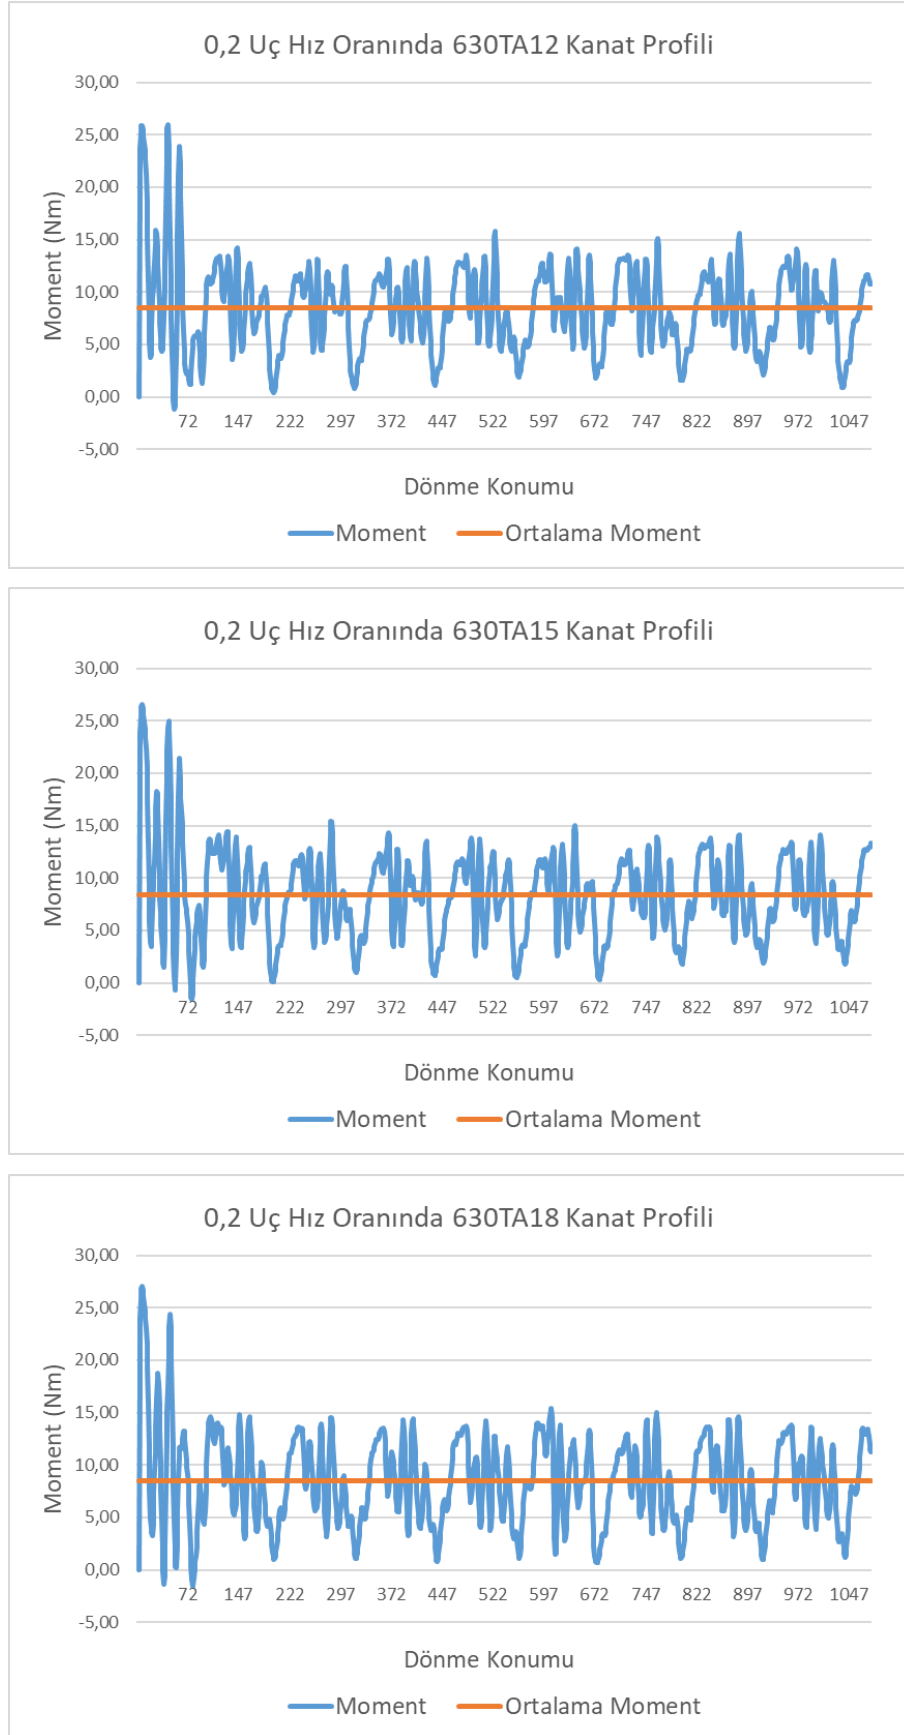 0,2 Uç Hız Oranında 630TA12 Kanat Profili
30,00
25,00
20,00
15,00
10,00
5,00
0,00
-5,00
Moment (Nm)
72 147 222 297 372 447 522 597 672 747 822 897 972 1047
Dönme Konumu
Moment Ortalama Moment
0,2 Uç Hız Oranında 630TA15 Kanat Profili
30,00
25,00
20,00
15,00
10,00
5,00
0,00
-5,00
Moment (Nm)
72 147 222 297 372 447 522 597 672 747 822 897 972 1047
Dönme Konumu
Moment Ortalama Moment
0,2 Uç Hız Oranında 630TA18 Kanat Profili
30,00
25,00
20,00
15,00
10,00
5,00
0,00
-5,00
Moment (Nm)
72 147 222 297 372 447 522 597 672 747 822 897 972 1047
Dönme Konumu
Moment Ortalama Moment